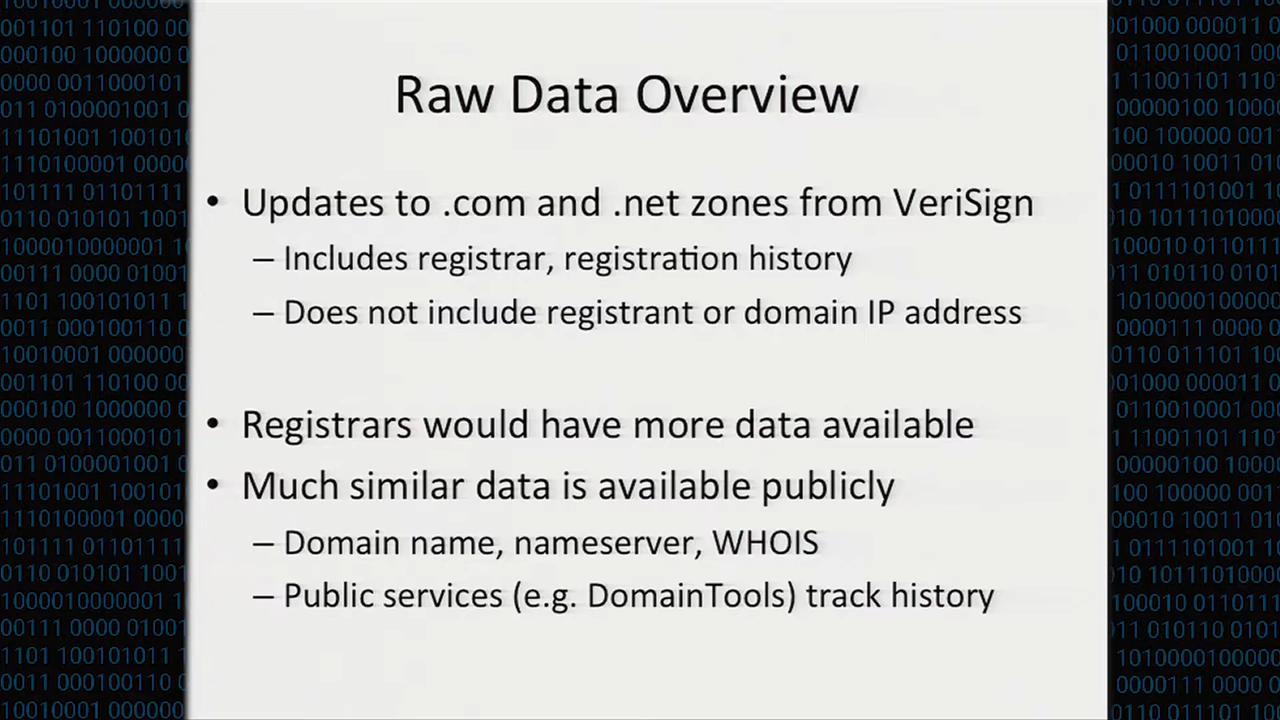 Raw Data Overview
• Updates to .com and .net zones from VeriSign
– Includes registrar, registration history
– Does not include registrant or domain IP address
• Registrars would have more data available
• Much similar data is available publicly
– Domain name, nameserver, WHOIS
– Public services (e.g. DomainTools) track history